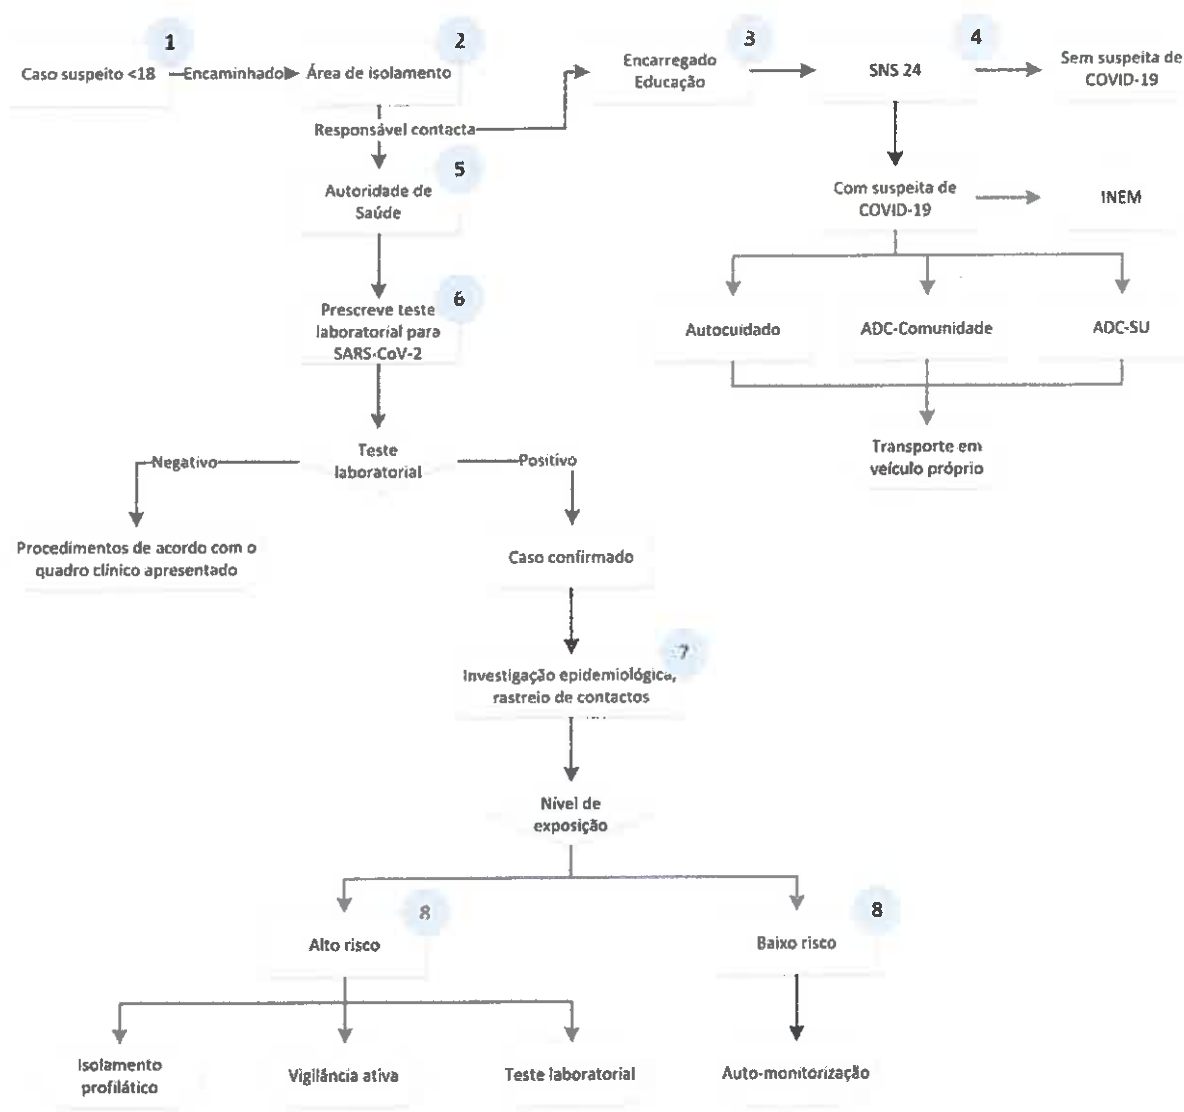 1
2
3
4
Caso suspeito <18
Encaminhado
Área de isolamento
Encarregado
Educação
SNS 24
Sem suspeita de
COVID-19
Responsável contacta
5
Autoridade de
Saúde
Com suspeita de
COVID-19
INEM
6
Prescreve teste
laboratorial para
SARS-CoV-2
Autocuidado
ADC-Comunidade
ADC-SU
Transporte em
veículo próprio
Negativo
Teste
laboratorial
Positivo
Procedimentos de acordo com o
quadro clínico apresentado
Caso confirmado
7
Investigação epidemiológica,
rastreio de contactos
Nível de
exposição
8
8
Alto risco
Baixo risco
Isolamento
profilático
Vigilância ativa
Teste laboratorial
Auto-monitorização